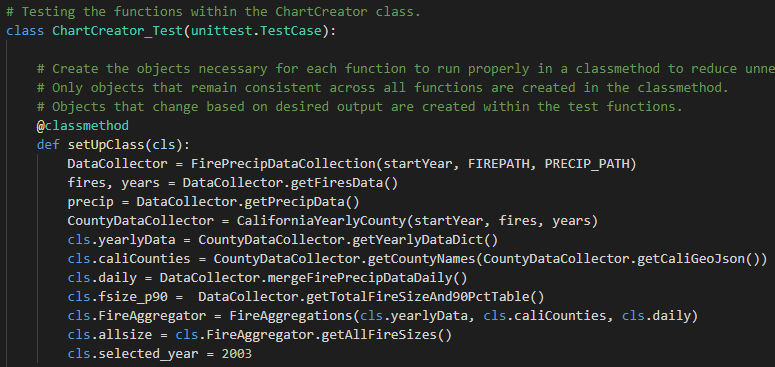 # Testing the functions within the ChartCreator class.
class ChartCreator_Test(unittest.TestCase):
# Create the objects necessary for each function to run properly in a classmethod to reduce unne
# Only objects that remain consistent across all functions are created in the classmethod.
# Objects that change based on desired output are created within the test functions.
@classmethod
def setUpClass(cls):
DataCollector = FirePrecipDataCollection(startYear, FIREPATH, PRECIP_PATH)
fires, years = DataCollector.getFiresData()
precip = DataCollector.getPrecipData()
CountyDataCollector = CaliforniaYearlyCounty(startYear, fires, years)
cls.yearlyData = CountyDataCollector.getYearlyDataDict()
cls.caliCounties = CountyDataCollector.getCountyNames(CountyDataCollector.getCaliGeoJson())
cls.daily = DataCollector.mergeFirePrecipDataDaily()
cls.fsize_p90 =  DataCollector.getTotalFireSizeAnd90PctTable()
cls.FireAggregator = FireAggregations(cls.yearlyData, cls.caliCounties, cls.daily)
cls.allsize = cls.FireAggregator.getAllFireSizes()
cls.selected_year = 2003